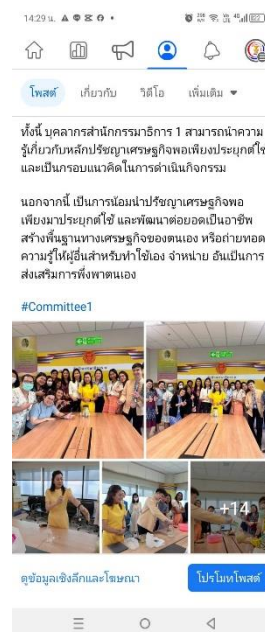 14:29 น.
62
โพสต์ เกี่ยวกับ วิดีโอ เพิ่มเติม
ทั้งนี้ บุคลากรสำนักกรรมาธิการ 1 สามารถนำความ
รู้เกี่ยวกับหลักปรัชญาเศรษฐกิจพอเพียงประยุกต์ใช้
และเป็นกรอบแนวคิดในการดำเนินกิจกรรม
นอกจากนี้ เป็นการน้อมนำปรัชญาเศรษฐกิจพอ
เพียงมาประยุกต์ใช้ และพัฒนาต่อยอดเป็นอาชีพ
สร้างพื้นฐานทางเศรษฐกิจของตนเอง หรือถ่ายทอด
ความรู้ให้ผู้อื่นสำหรับทำใช้เอง จำหน่าย อันเป็นการ
ส่งเสริมการพึ่งพาตนเอง
#Committee1
+14
ดูข้อมูลเชิงลึกและโฆษณา
โปรโมทโพสต์